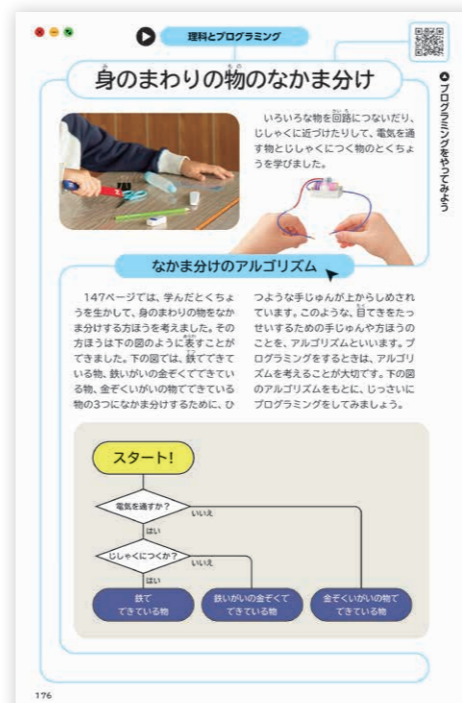 理科とプログラミング
身のまわりの物のなかま分け
いろいろな物を回路につないだり、
じしゃくに近づけたりして、電気を通
す物とじしゃくにつく物のとくちょ
うを学びました。
プログラミングをやってみよう
なかま分けのアルゴリズム
147ページでは、学んだとくちょ
うを生かして、身のまわりの物をなか
ま分けする方ほうを考えました。その
方ほうは下の図のように表すことが
できました。下の図では、鉄でできて
いる物、鉄いがいの金ぞくでできてい
る物、金ぞくいがいの物でできている
物の3つになかま分けするために、ひ
つような手じゅんが上からしめされ
ています。このような、目てきをたっ
せいするための手じゅんや方ほうの
ことを、アルゴリズムといいます。プ
ログラミングをするときは、アルゴリ
ズムを考えることが大切です。下の図
のアルゴリズムをもとに、じっさいに
プログラミングをしてみましょう。
スタート!
電気を通すか?
いいえ
はい
じしゃくにつくか?
いいえ
はい
鉄で
できている物
鉄いがいの金ぞくで
できている物
金ぞくいがいの物で
できている物
176